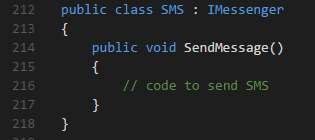 212 public class SMS : IMessenger
213 {
214     public void SendMessage()
215     {
216         // code to send SMS
217     }
218 }